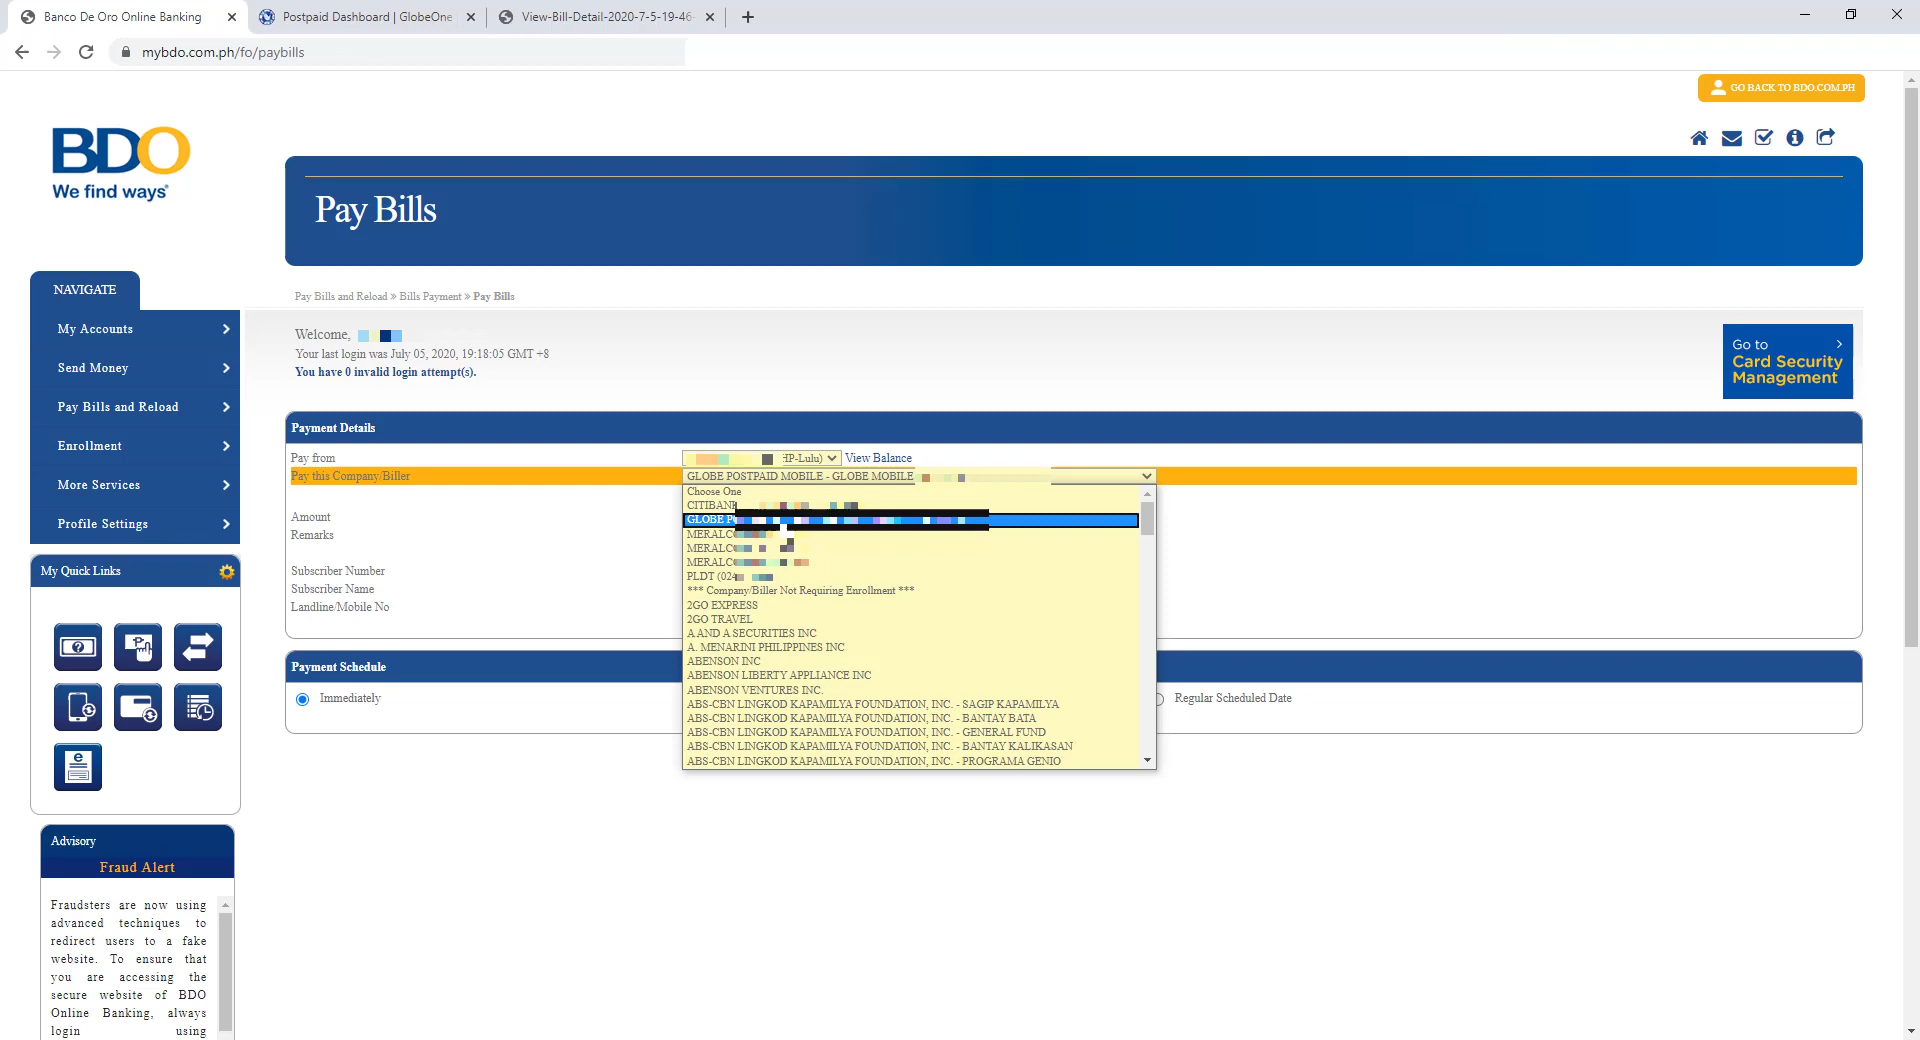 Banco De Oro Online Banking
Postpaid Dashboard | GlobeOne
View-Bill-Detail-2020-7-5-19-46-
mybdo.com.ph/fo/paybills
GO BACK TO BDO.COM.PH
BDO
We find ways
Pay Bills
NAVIGATE
My Accounts
Send Money
Pay Bills and Reload
Enrollment
More Services
Profile Settings
Pay Bills and Reload » Bills Payment » Pay Bills
Welcome,
Your last login was July 05, 2020, 19:18:05 GMT +8
You have 0 invalid login attempt(s).
Go to
Card Security
Management
Payment Details
Pay from
HP-Lulu)
View Balance
Pay this Company/Biller
GLOBE POSTPAID MOBILE - GLOBE MOBILE
Choose One
CITIBANK
GLOBE PO
MERALCO
MERALCO
MERALCO
PLDT (024
*** Company/Biller Not Requiring Enrollment ***
2GO EXPRESS
2GO TRAVEL
A AND A SECURITIES INC
A. MENARINI PHILIPPINES INC
ABENSON INC
ABENSON LIBERTY APPLIANCE INC
ABENSON VENTURES INC.
ABS-CBN LINGKOD KAPAMILYA FOUNDATION, INC. - SAGIP KAPAMILYA
ABS-CBN LINGKOD KAPAMILYA FOUNDATION, INC. - BANTAY BATA
ABS-CBN LINGKOD KAPAMILYA FOUNDATION, INC. - GENERAL FUND
ABS-CBN LINGKOD KAPAMILYA FOUNDATION, INC. - BANTAY KALIKASAN
ABS-CBN LINGKOD KAPAMILYA FOUNDATION, INC. - PROGRAMA GENIO
Amount
Remarks
Subscriber Number
Subscriber Name
Landline/Mobile No
Payment Schedule
Immediately
Regular Scheduled Date
My Quick Links
Advisory
Fraud Alert
Fraudsters are now using
advanced techniques to
redirect users to a fake
website. To ensure that
you are accessing the
secure website of BDO
Online Banking, always
login using